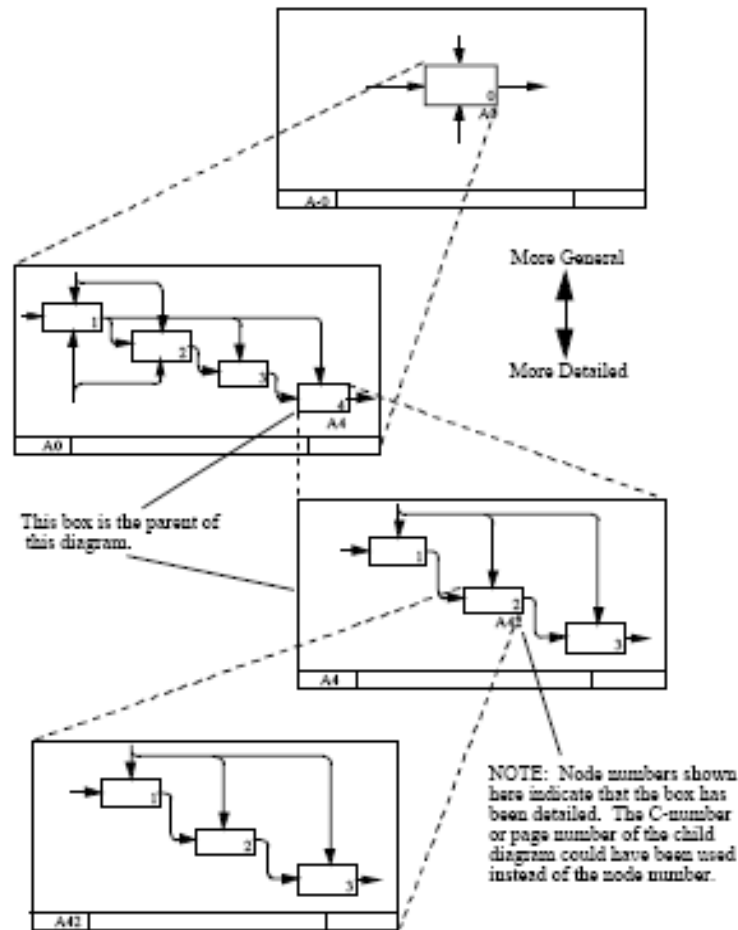 0
A0
A-0
More General
More Detailed
1
2
3
4
A4
A0
This box is the parent of
this diagram.
1
2
A42
3
A4
NOTE: Node numbers shown
here indicate that the box has
been detailed. The C-number
or page number of the child
diagram could have been used
instead of the node number.
1
2
3
A42